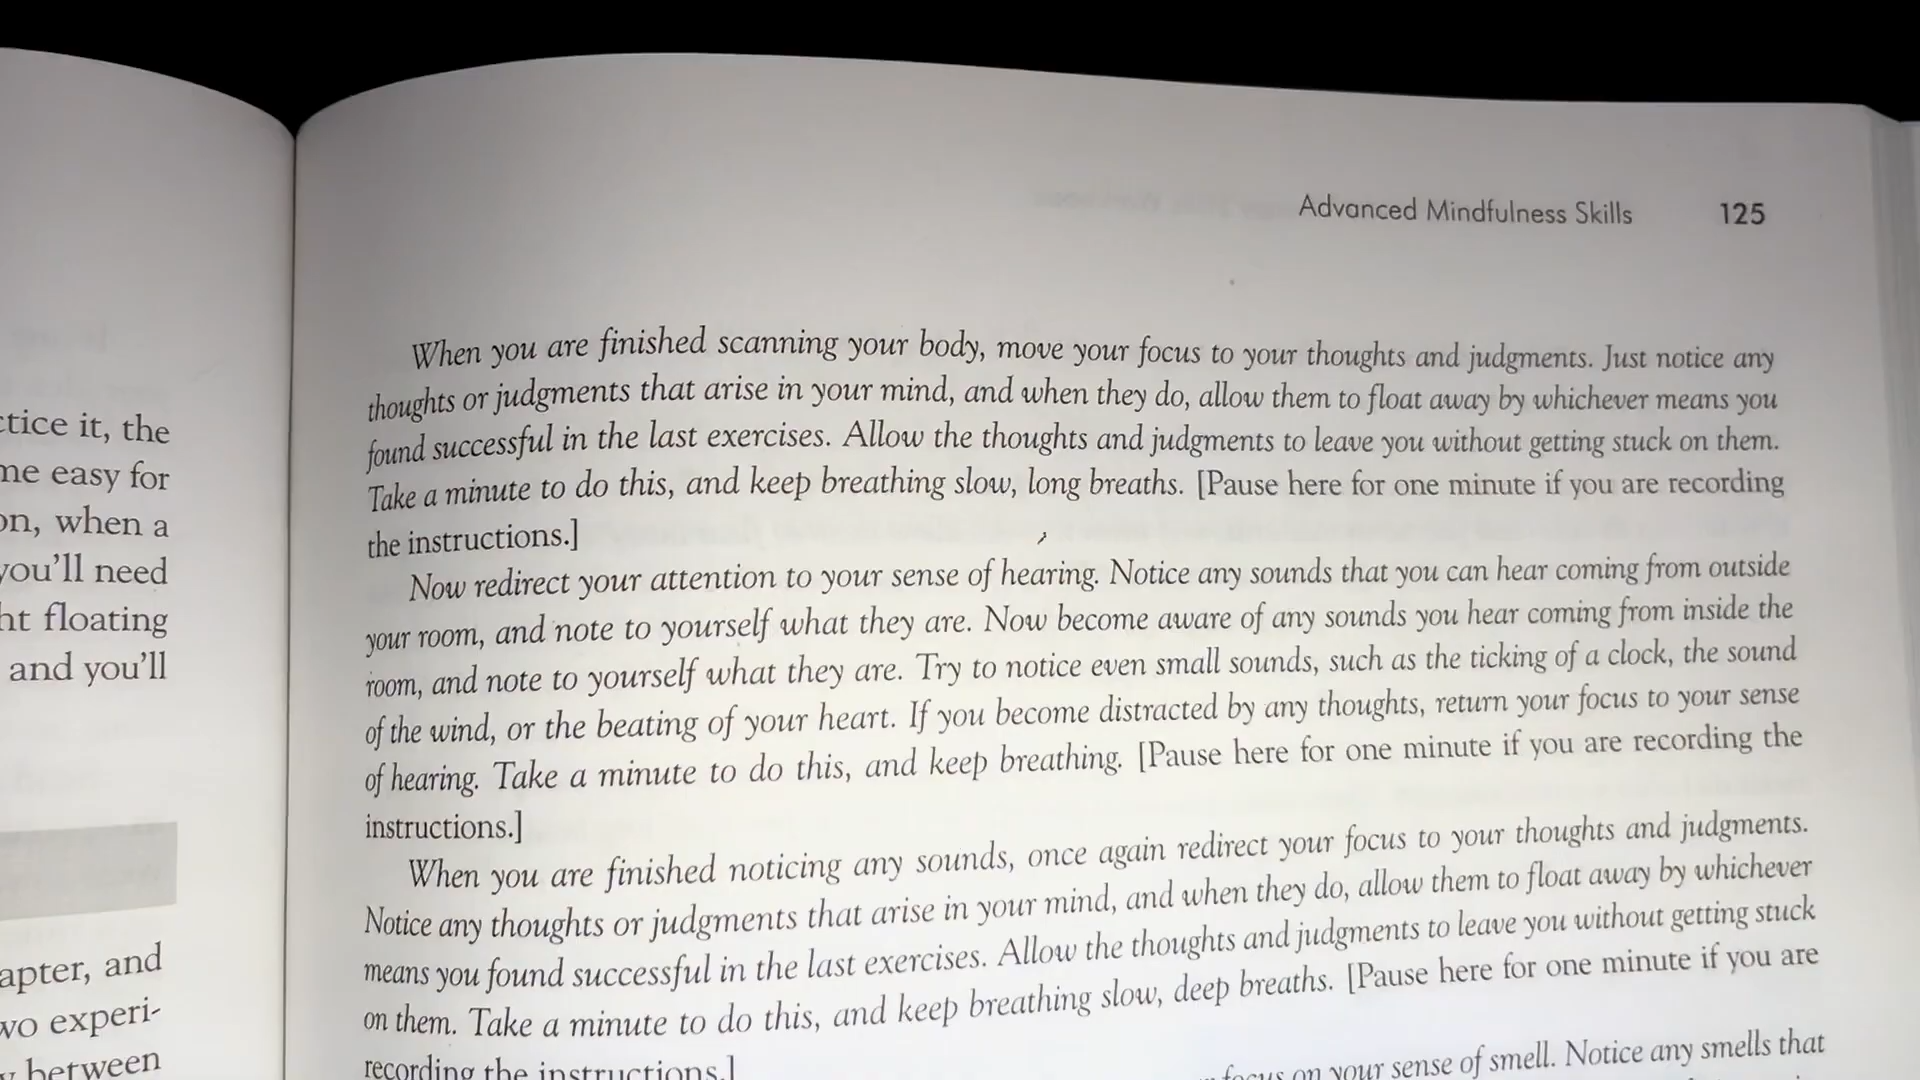 ctice it, the
me easy for
on, when a
you'll need
ht floating
and you'll
apter, and
wo experi-
y between
Advanced Mindfulness Skills 125
When you are finished scanning your body, move your focus to your thoughts and judgments. Just notice any
thoughts or judgments that arise in your mind, and when they do, allow them to float away by whichever means you
found successful in the last exercises. Allow the thoughts and judgments to leave you without getting stuck on them.
Take a minute to do this, and keep breathing slow, long breaths. [Pause here for one minute if you are recording
the instructions.]
Now redirect your attention to your sense of hearing. Notice any sounds that you can hear coming from outside
your room, and note to yourself what they are. Now become aware of any sounds you hear coming from inside the
room, and note to yourself what they are. Try to notice even small sounds, such as the ticking of a clock, the sound
of the wind, or the beating of your heart. If you become distracted by any thoughts, return your focus to your sense
of hearing. Take a minute to do this, and keep breathing. [Pause here for one minute if you are recording the
instructions.]
When you are finished noticing any sounds, once again redirect your focus to your thoughts and judgments.
Notice any thoughts or judgments that arise in your mind, and when they do, allow them to float away by whichever
means you found successful in the last exercises. Allow the thoughts and judgments to leave you without getting stuck
on them. Take a minute to do this, and keep breathing slow, deep breaths. [Pause here for one minute if you are
recording the instructions.]
focus on your sense of smell. Notice any smells that